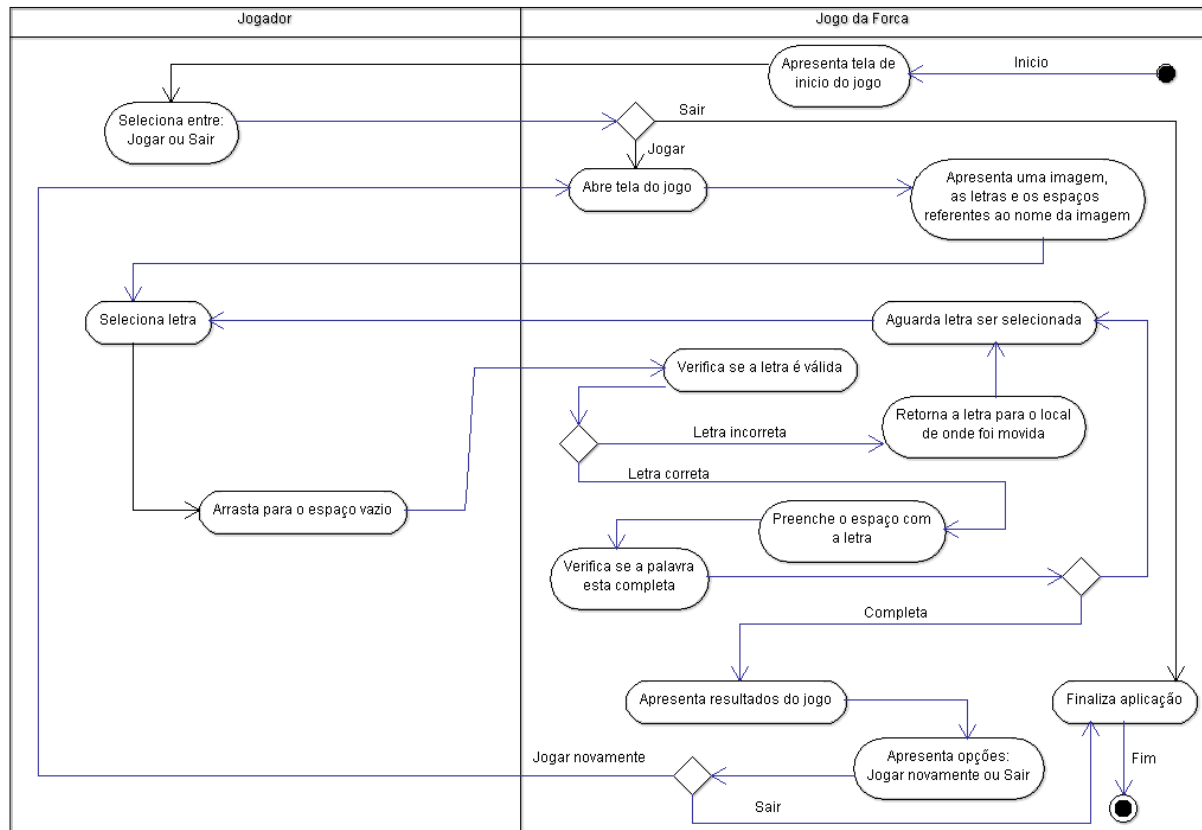 Jogador
Jogo da Forca
Apresenta tela de
inicio do jogo
Inicio
Seleciona entre:
Jogar ou Sair
Sair
Jogar
Abre tela do jogo
Apresenta uma imagem,
as letras e os espaços
referentes ao nome da imagem
Seleciona letra
Aguarda letra ser selecionada
Verifica se a letra é válida
Letra incorreta
Retorna a letra para o local
de onde foi movida
Letra correta
Arrasta para o espaço vazio
Preenche o espaço com
a letra
Verifica se a palavra
esta completa
Completa
Apresenta resultados do jogo
Finaliza aplicação
Jogar novamente
Apresenta opções:
Jogar novamente ou Sair
Fim
Sair